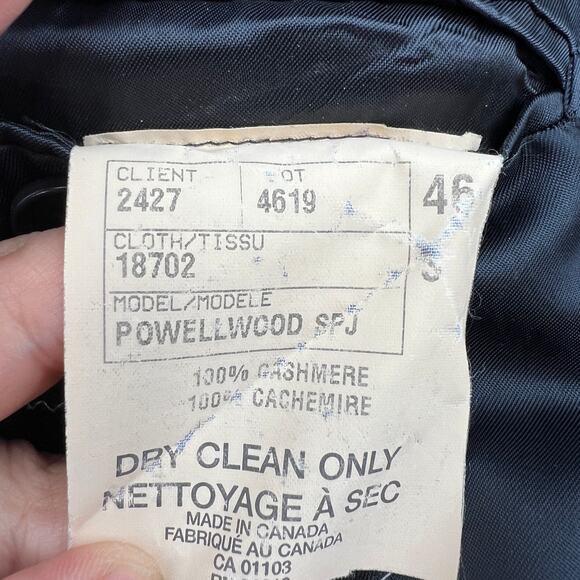 CLIENT
2427
4619
46
CLOTH/TISSU
18702
S
MODEL/MODELE
POWELLWOOD SPJ
100% CASHMERE
100% CACHEMIRE
DRY CLEAN ONLY
NETTOYAGE À SEC
MADE IN CANADA
FABRIQUÉ AU CANADA
CA 01103